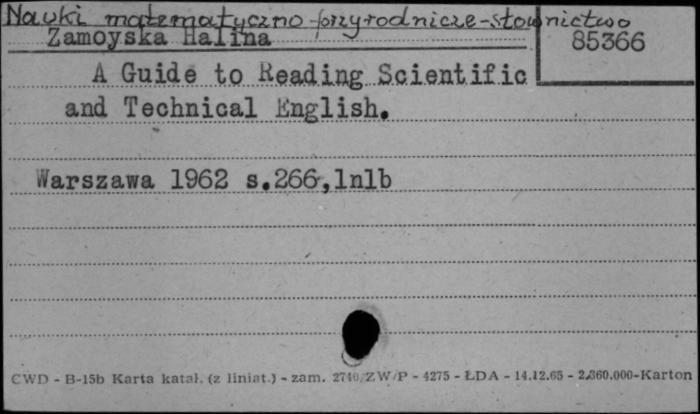 Nauki matematyczno-przyrodnicze-słownictwo
Zamoyska Halina
85366
A Guide to Reading Scientific
and Technical English.
Warszawa 1962 s.266,1nlb
CWD - B-15b Karta katal. (z liniat.) - zam. 2740/ZW/P - 4275 - ŁDA - 14.12.65 - 2,360.000-Karton